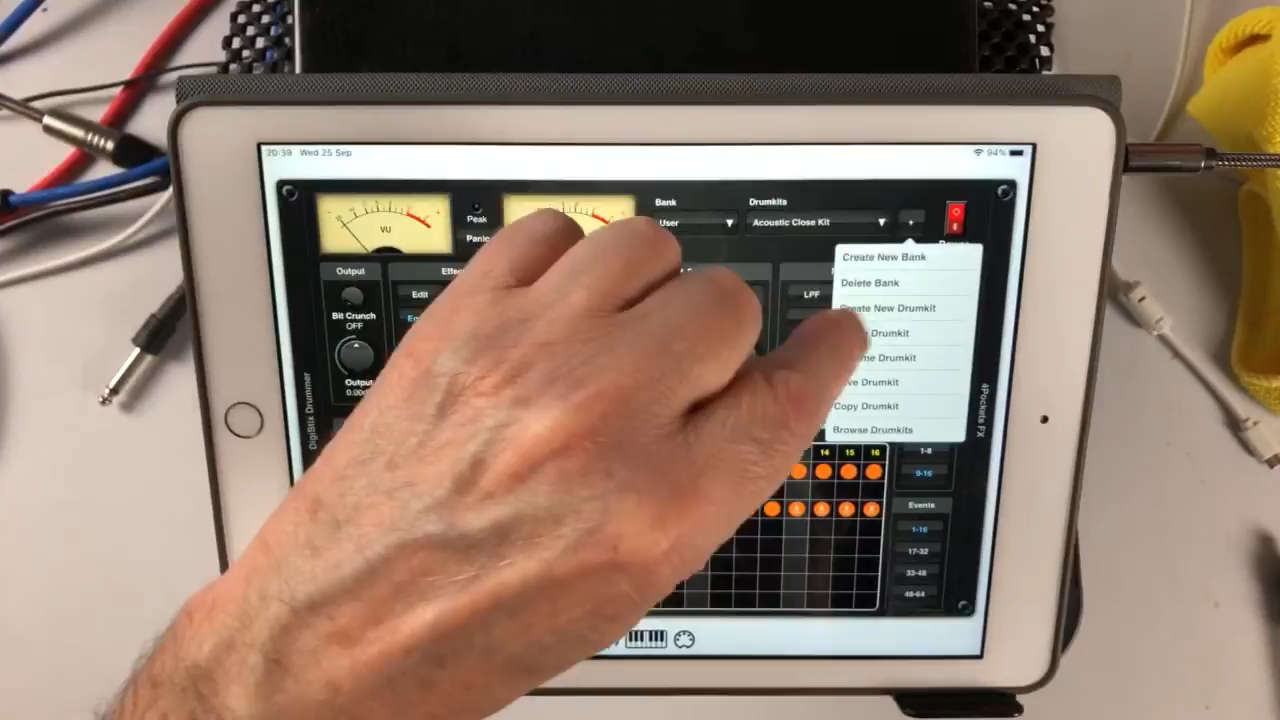 20:39 Wed 25 Sep
94%
Bank
Drumkits
Peak
VU
User
Acoustic Close Kit
+
Panic
Create New Bank
Output
Edit
LPF
Delete Bank
Create New Drumkit
Bit Crunch
OFF
Drumkit
Drumkit
Drumkit
Output
Copy Drumkit
Browse Drumkits
DigiStix Drummer
4Pockets FX
14 15 16
1-8
9-16
Events
1-16
17-32
33-48
49-64